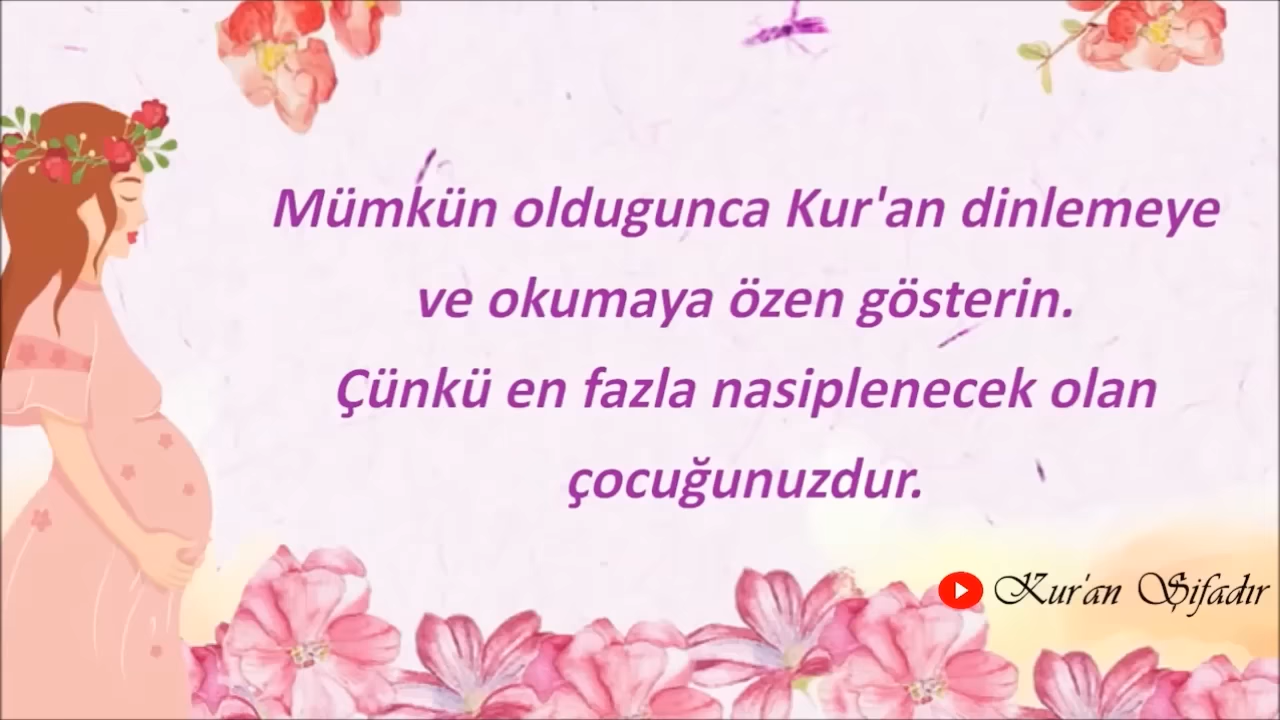 Mümkün oldugunca Kur'an dinlemeye
ve okumaya özen gösterin.
Çünkü en fazla nasiplenecek olan
çocuğunuzdur.
Kur'an Şifadır